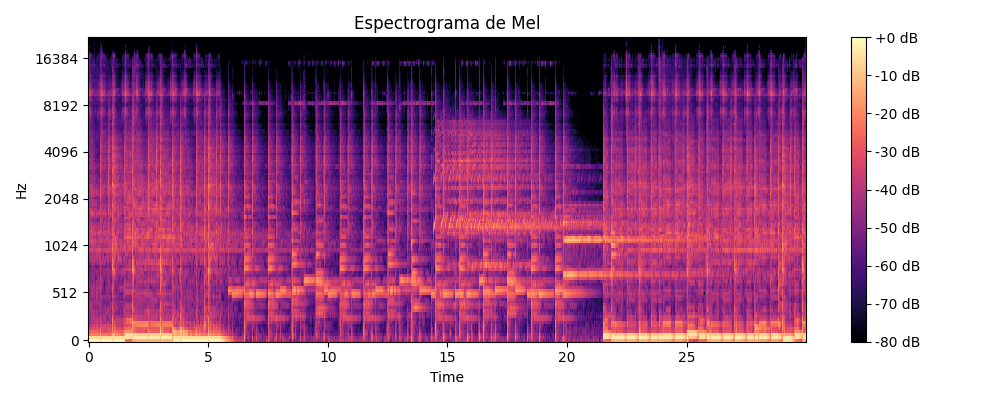 Espectrograma de Mel
Hz
16384
8192
4096
2048
1024
512
0
0 5 10 15 20 25
Time
+0 dB
-10 dB
-20 dB
-30 dB
-40 dB
-50 dB
-60 dB
-70 dB
-80 dB